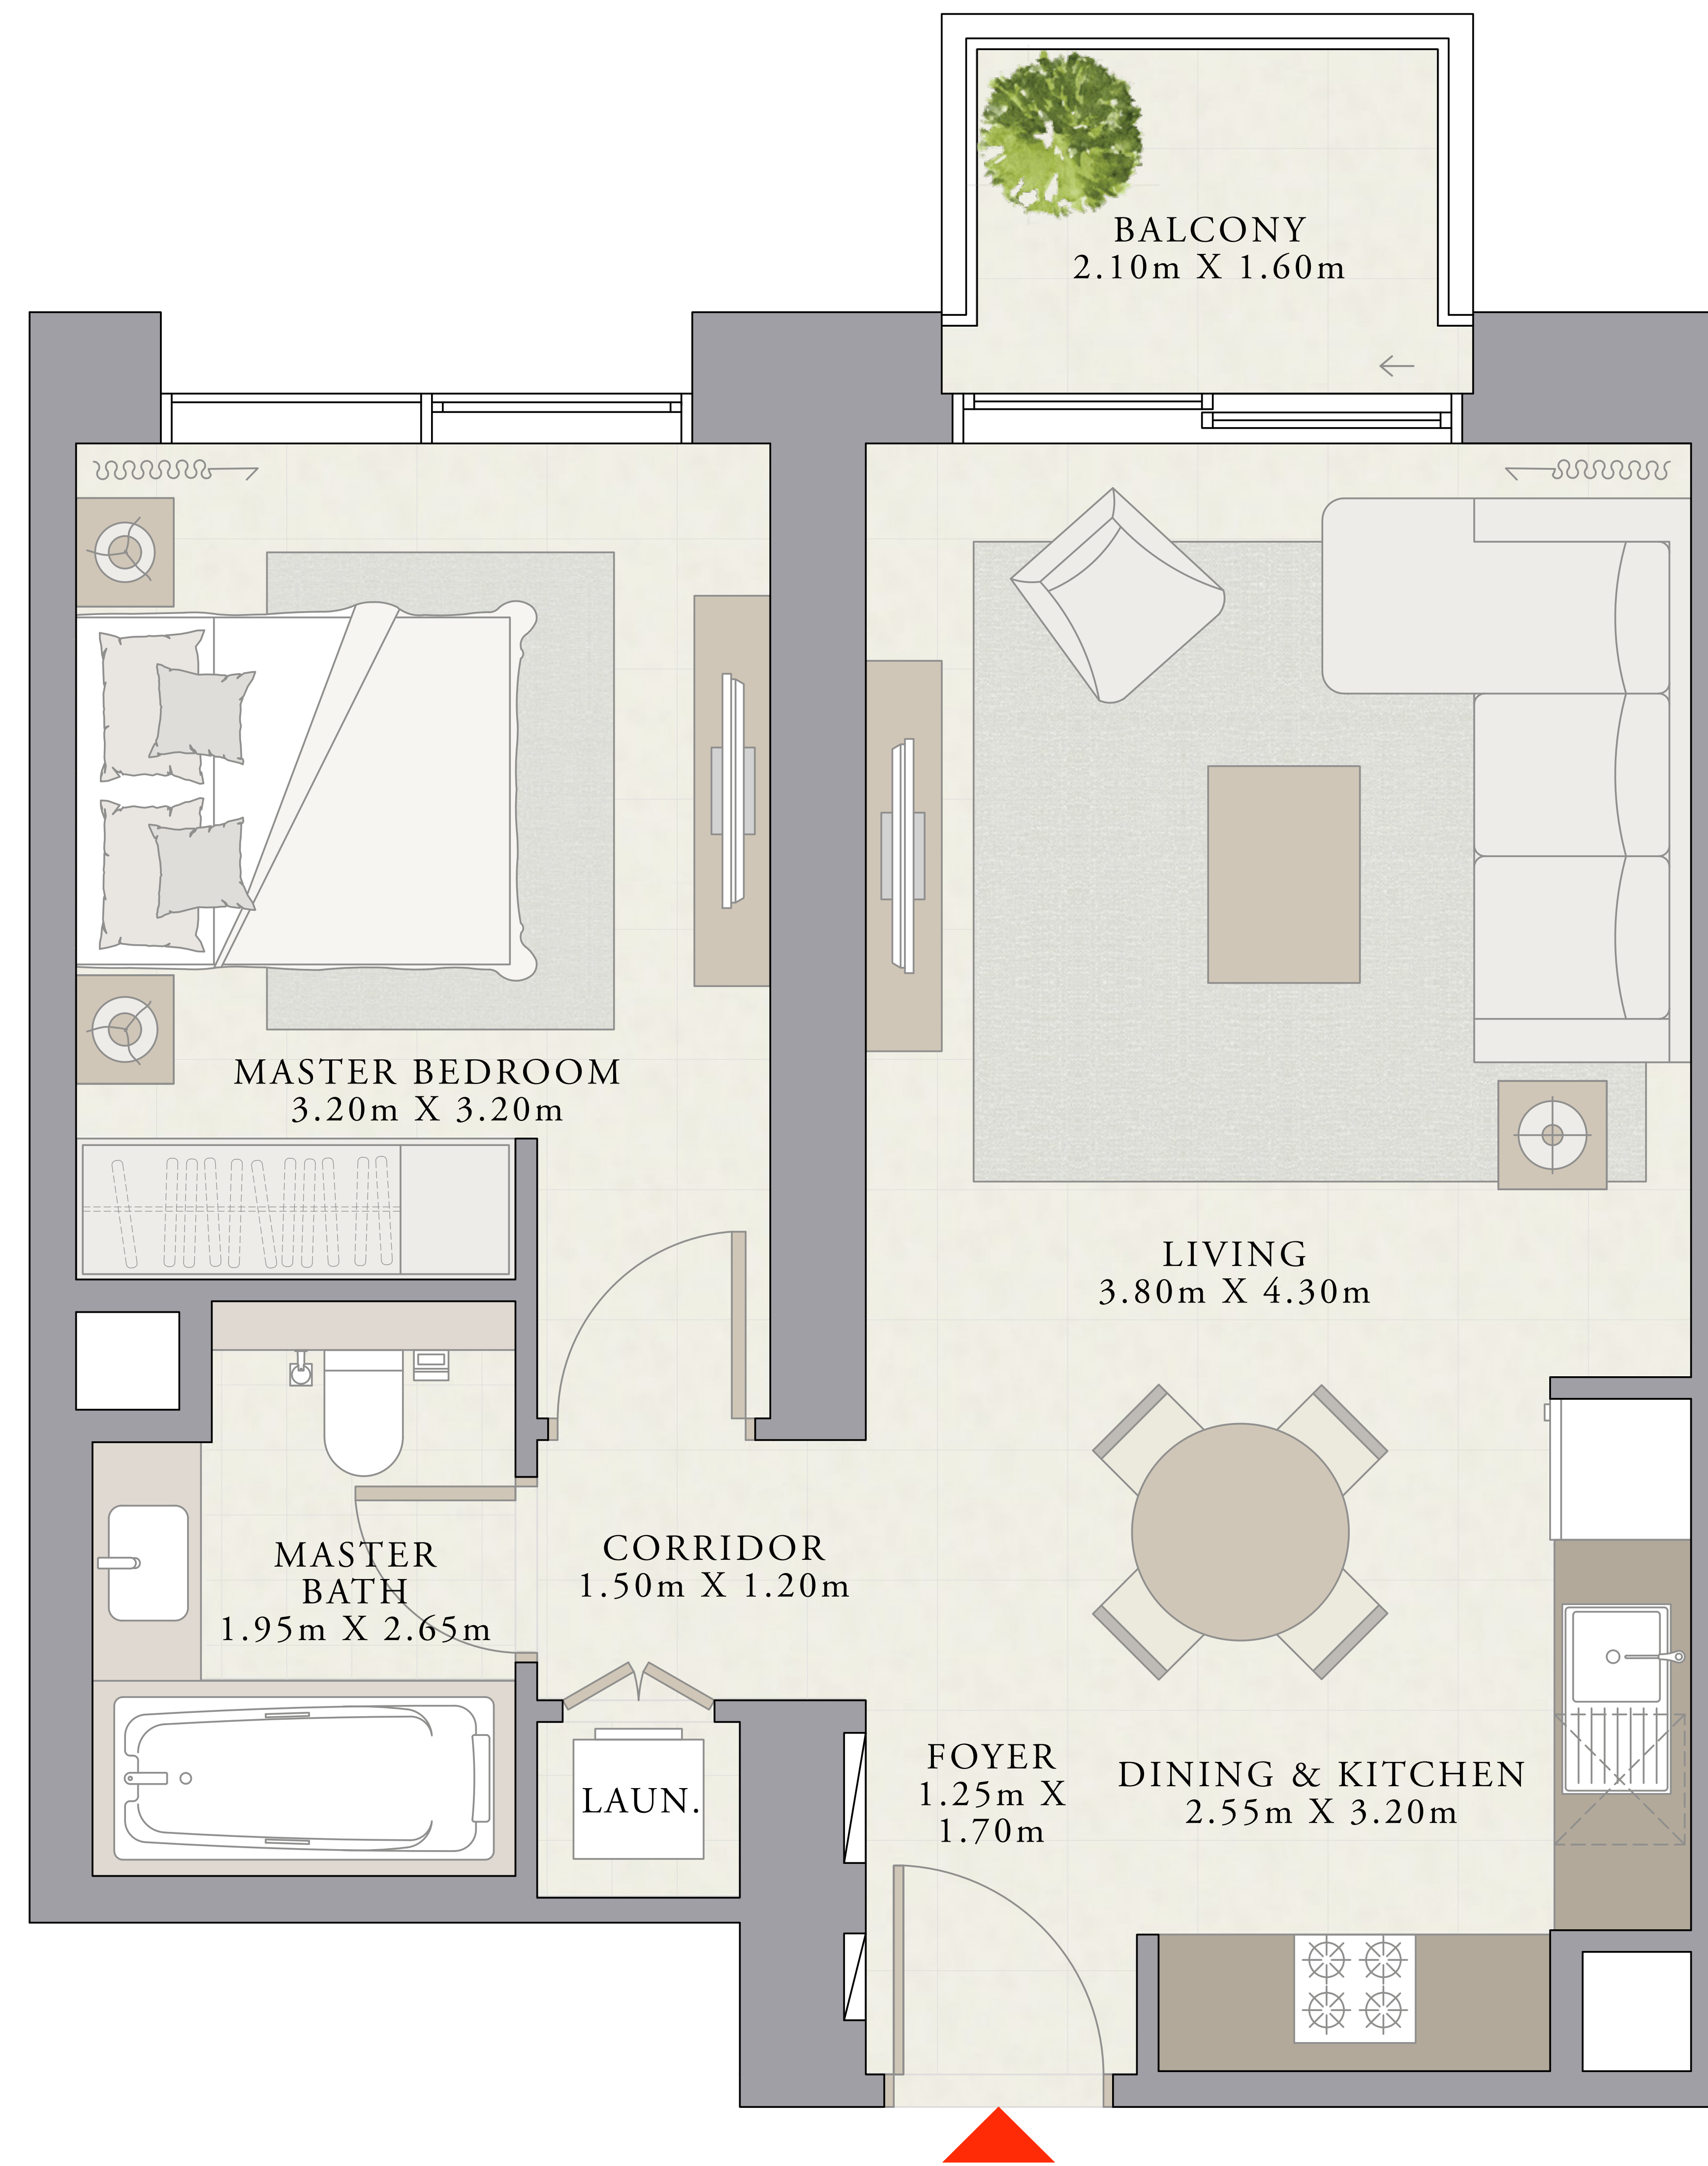 BALCONY
2.10m X 1.60m
MASTER BEDROOM
3.20m X 3.20m
LIVING
3.80m X 4.30m
CORRIDOR
1.50m X 1.20m
MASTER
BATH
1.95m X 2.65m
FOYER
1.25m X
1.70m
DINING & KITCHEN
2.55m X 3.20m
LAUN.